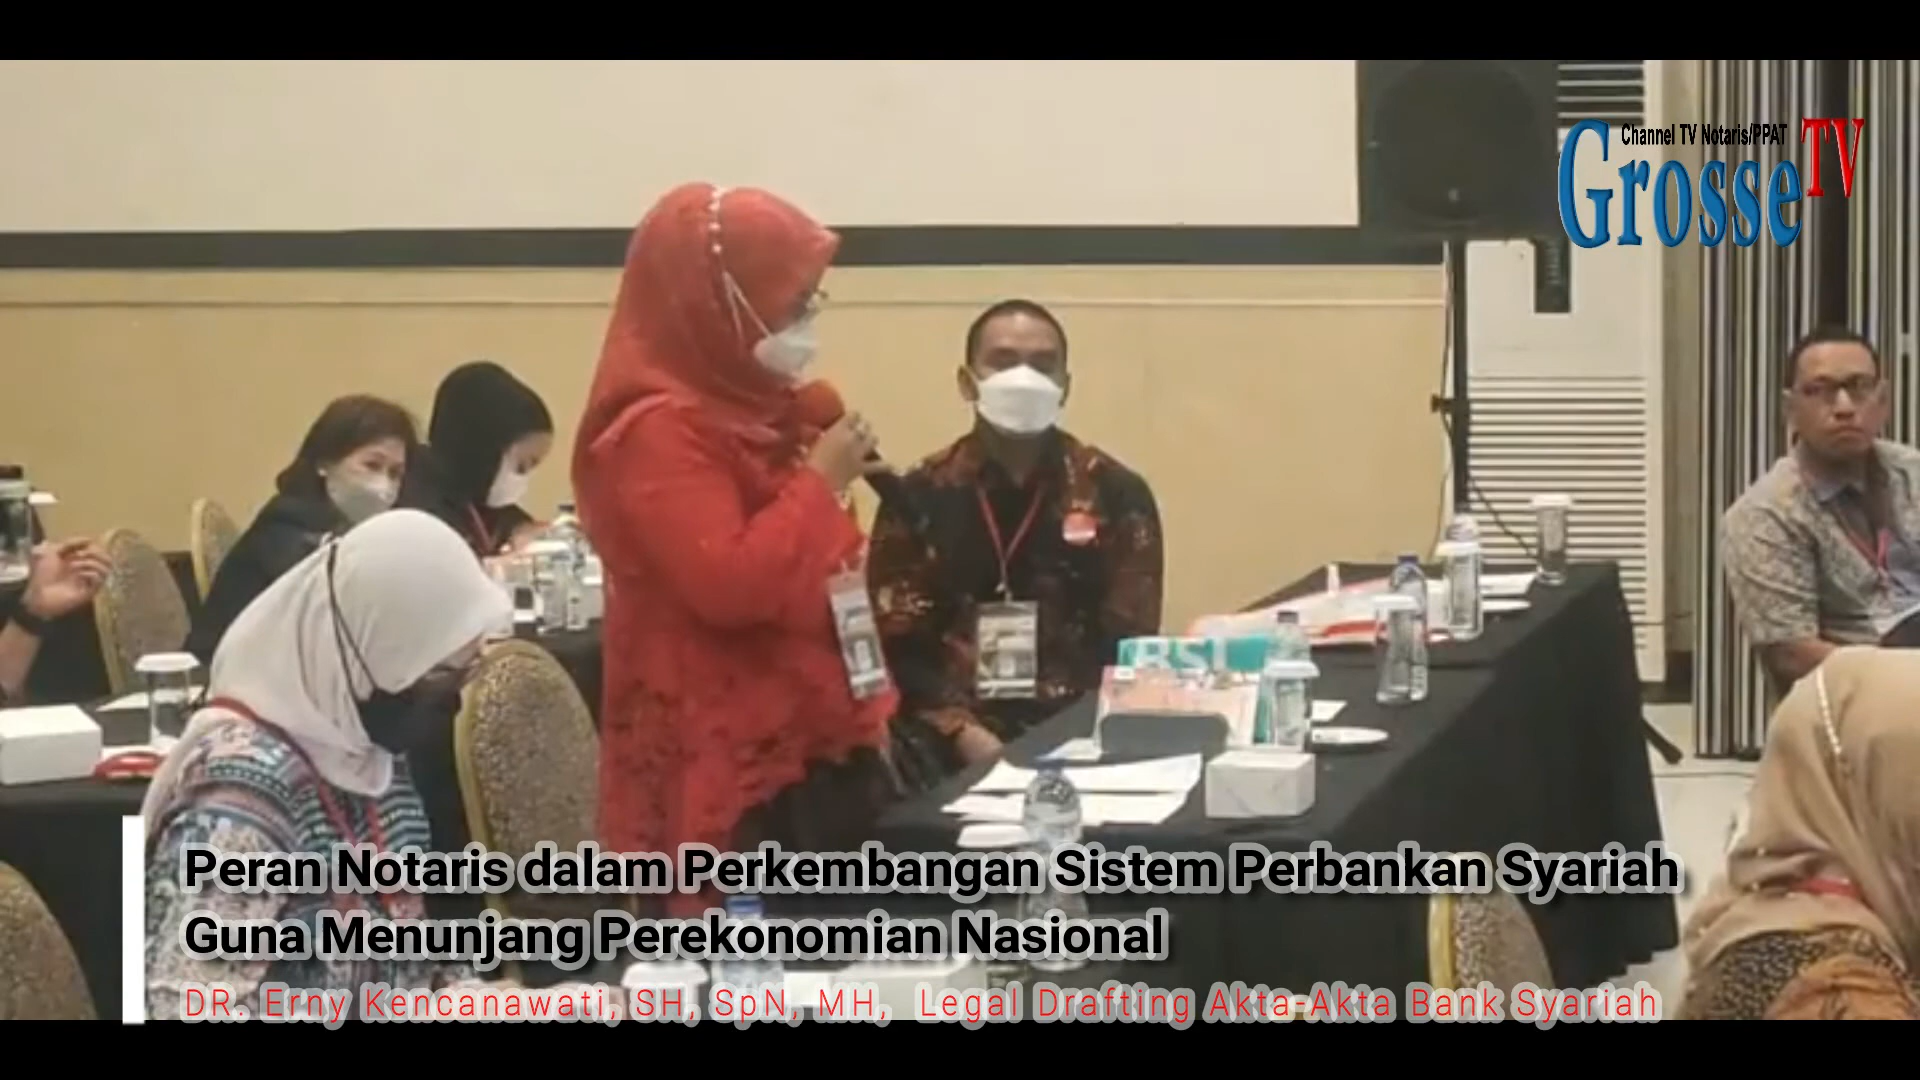 Channel TV Notaris/PPAT
Grosse TV
BSI
Peran Notaris dalam Perkembangan Sistem Perbankan Syariah
Guna Menunjang Perekonomian Nasional
DR. Erny Kencanawati, SH, SpN, MH, Legal Drafting Akta-Akta Bank Syariah